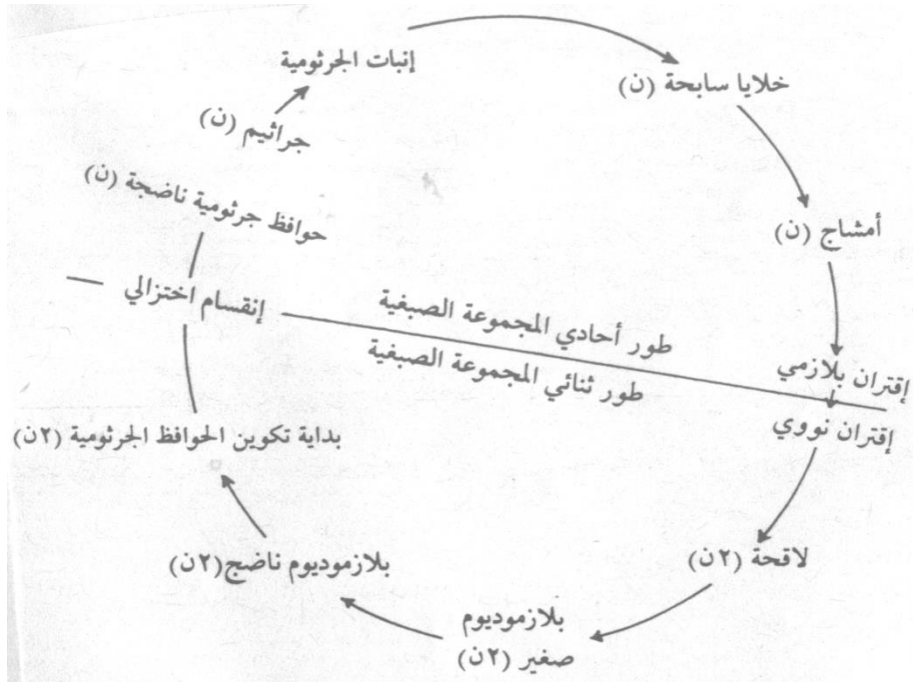 إنبات الجرثومية
خلايا سابحة (ن)
جراثيم (ن)
حوافظ جرثومية ناضجة (ن)
أمشاج (ن)
إنقسام اختزالي
طور أحادي المجموعة الصبغية
طور ثنائي المجموعة الصبغية
إقتران بلازمي
إقتران نووي
بداية تكوين الحوافظ الجرثومية (٢ن)
لاقحة (٢ن)
بلازموديوم ناضج(٢ن)
بلازموديوم
صغير (٢ن)